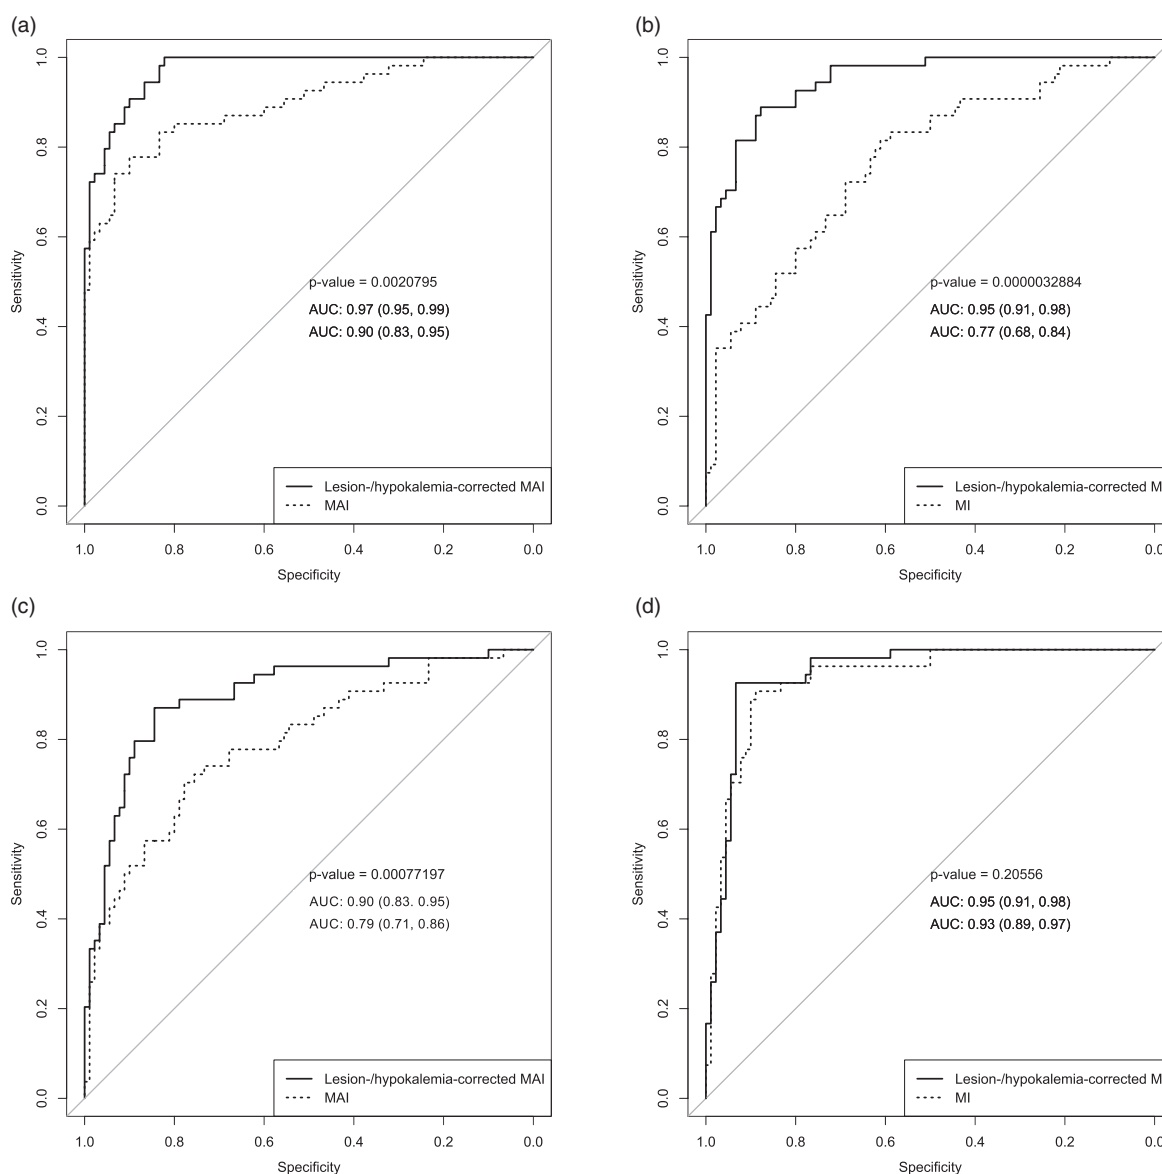 (a)
1.0
0.8
0.6
0.4
0.2
0.0
Sensitivity
p-value = 0.0020795
AUC: 0.97 (0.95, 0.99)
AUC: 0.90 (0.83, 0.95)
Lesion-/hypokalemia-corrected MAI
MAI
1.0 0.8 0.6 0.4 0.2 0.0
Specificity
(b)
1.0
0.8
0.6
0.4
0.2
0.0
Sensitivity
p-value = 0.0000032884
AUC: 0.95 (0.91, 0.98)
AUC: 0.77 (0.68, 0.84)
Lesion-/hypokalemia-corrected M
MI
1.0 0.8 0.6 0.4 0.2 0.0
Specificity
(c)
1.0
0.8
0.6
0.4
0.2
0.0
Sensitivity
p-value = 0.00077197
AUC: 0.90 (0.83. 0.95)
AUC: 0.79 (0.71, 0.86)
Lesion-/hypokalemia-corrected MAI
MAI
1.0 0.8 0.6 0.4 0.2 0.0
Specificity
(d)
1.0
0.8
0.6
0.4
0.2
0.0
Sensitivity
p-value = 0.20556
AUC: 0.95 (0.91, 0.98)
AUC: 0.93 (0.89, 0.97)
Lesion-/hypokalemia-corrected M
MI
1.0 0.8 0.6 0.4 0.2 0.0
Specificity